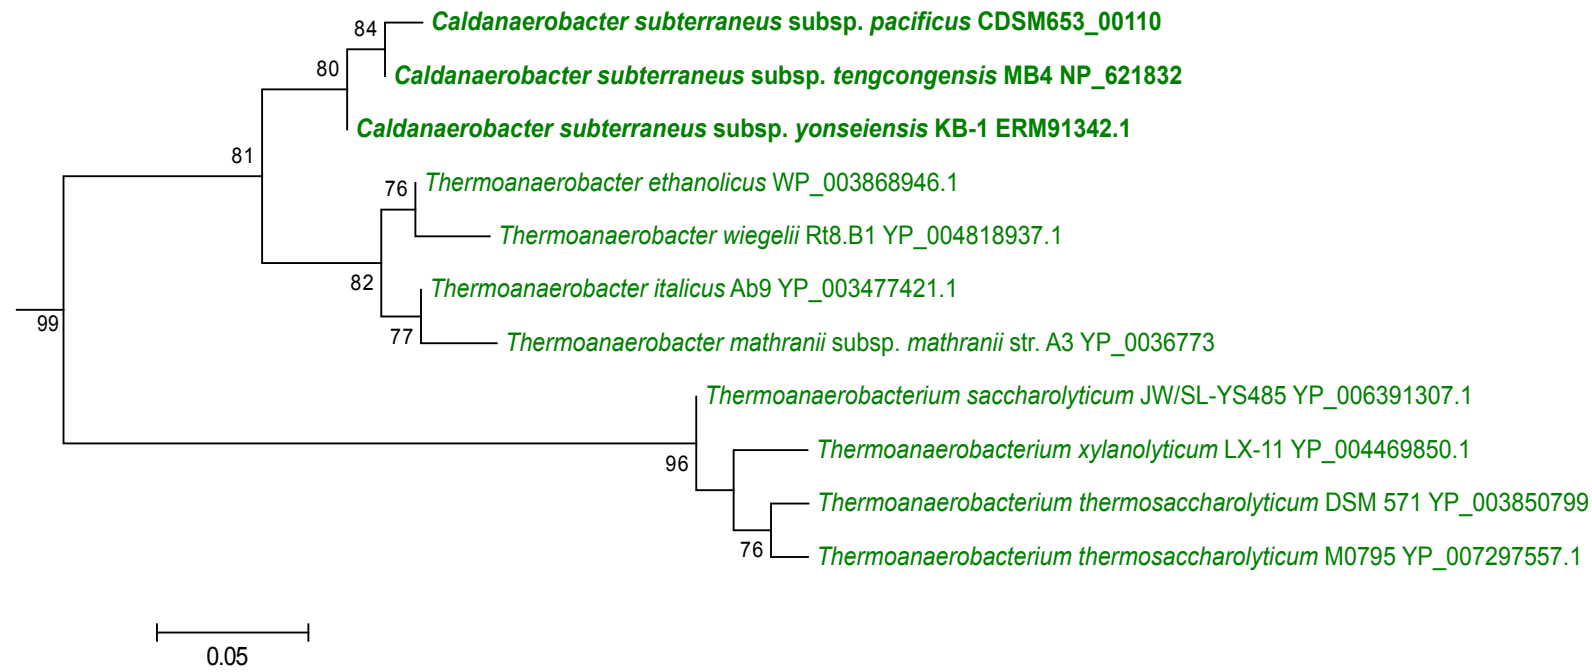 84
Caldanaerobacter subterraneus subsp. pacificus CDSM653_00110
80
Caldanaerobacter subterraneus subsp. tengcongensis MB4 NP_621832
Caldanaerobacter subterraneus subsp. yonseiensis KB-1 ERM91342.1
81
76
Thermoanaerobacter ethanolicus WP_003868946.1
Thermoanaerobacter wiegelii Rt8.B1 YP_004818937.1
82
Thermoanaerobacter italicus Ab9 YP_003477421.1
99
77
Thermoanaerobacter mathranii subsp. mathranii str. A3 YP_0036773
Thermoanaerobacterium saccharolyticum JW/SL-YS485 YP_006391307.1
96
Thermoanaerobacterium xylanolyticum LX-11 YP_004469850.1
Thermoanaerobacterium thermosaccharolyticum DSM 571 YP_003850799
76
Thermoanaerobacterium thermosaccharolyticum M0795 YP_007297557.1
0.05